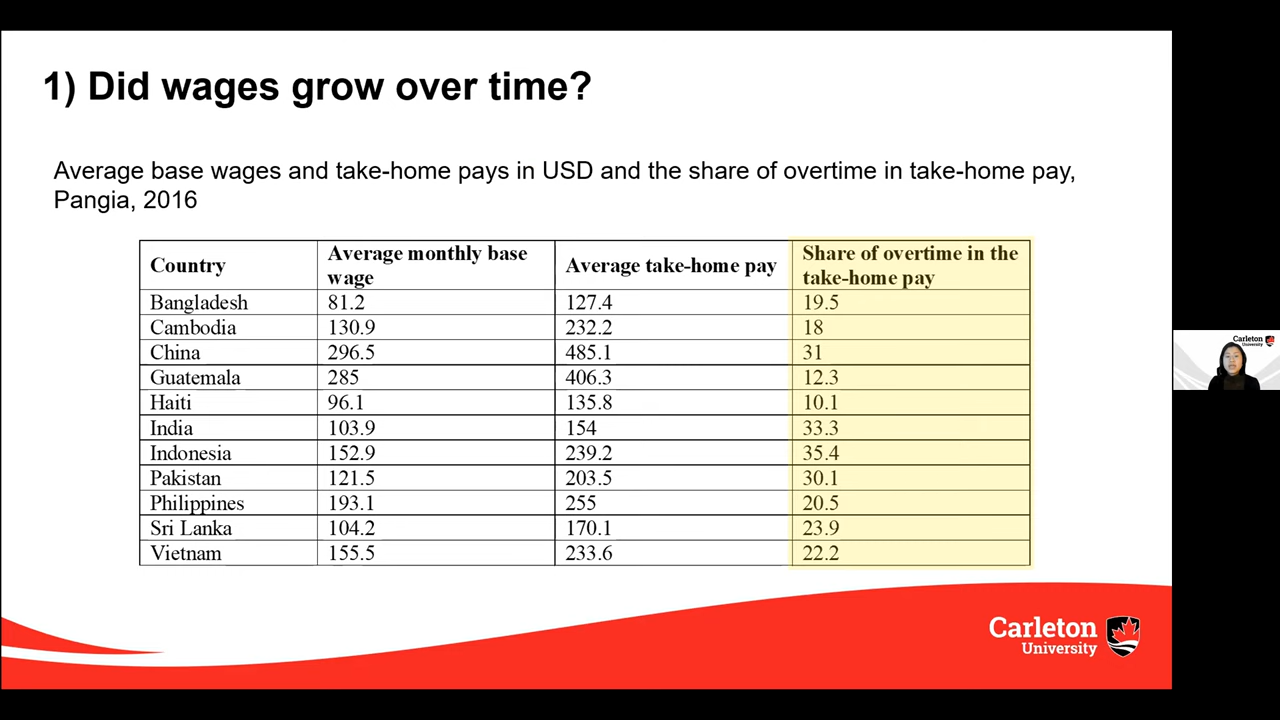 1) Did wages grow over time?
Average base wages and take-home pays in USD and the share of overtime in take-home pay,
Pangia, 2016
Country Average monthly base wage Average take-home pay Share of overtime in the take-home pay
Bangladesh 81.2 127.4 19.5
Cambodia 130.9 232.2 18
China 296.5 485.1 31
Guatemala 285 406.3 12.3
Haiti 96.1 135.8 10.1
India 103.9 154 33.3
Indonesia 152.9 239.2 35.4
Pakistan 121.5 203.5 30.1
Philippines 193.1 255 20.5
Sri Lanka 104.2 170.1 23.9
Vietnam 155.5 233.6 22.2
Carleton
University
Carleton
University